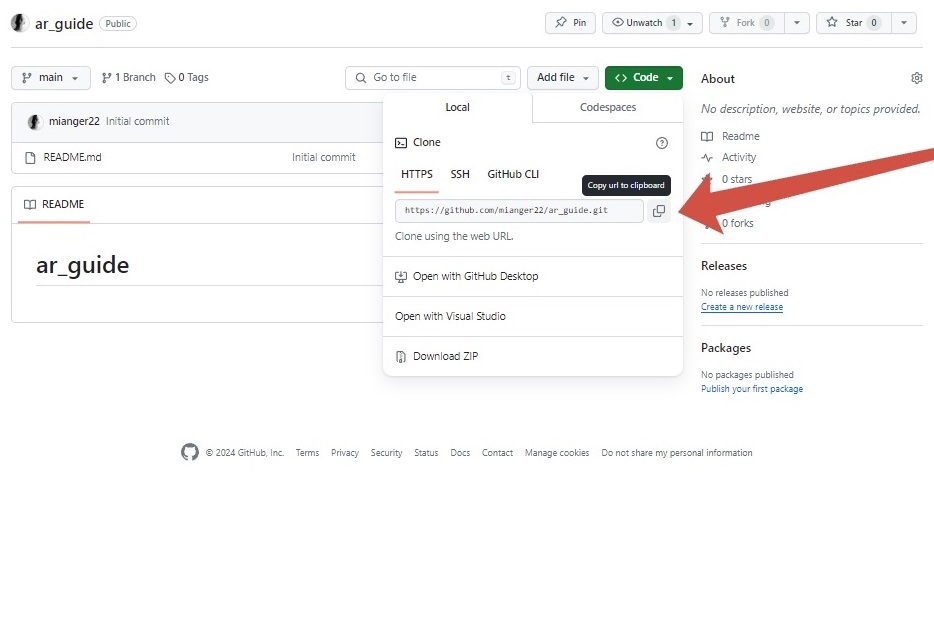 ar_guide Public
Pin
Unwatch 1
Fork 0
Star 0
main
1 Branch
0 Tags
Go to file t
Add file
Code
About
No description, website, or topics provided.
Readme
Activity
0 stars
0 forks
Releases
No releases published
Create a new release
Packages
No packages published
Publish your first package
mianger22 Initial commit
README.md Initial commit
README
ar_guide
Local Codespaces
Clone
HTTPS SSH GitHub CLI
Copy url to clipboard
https://github.com/mianger22/ar_guide.git
Clone using the web URL.
Open with GitHub Desktop
Open with Visual Studio
Download ZIP
© 2024 GitHub, Inc. Terms Privacy Security Status Docs Contact Manage cookies Do not share my personal information